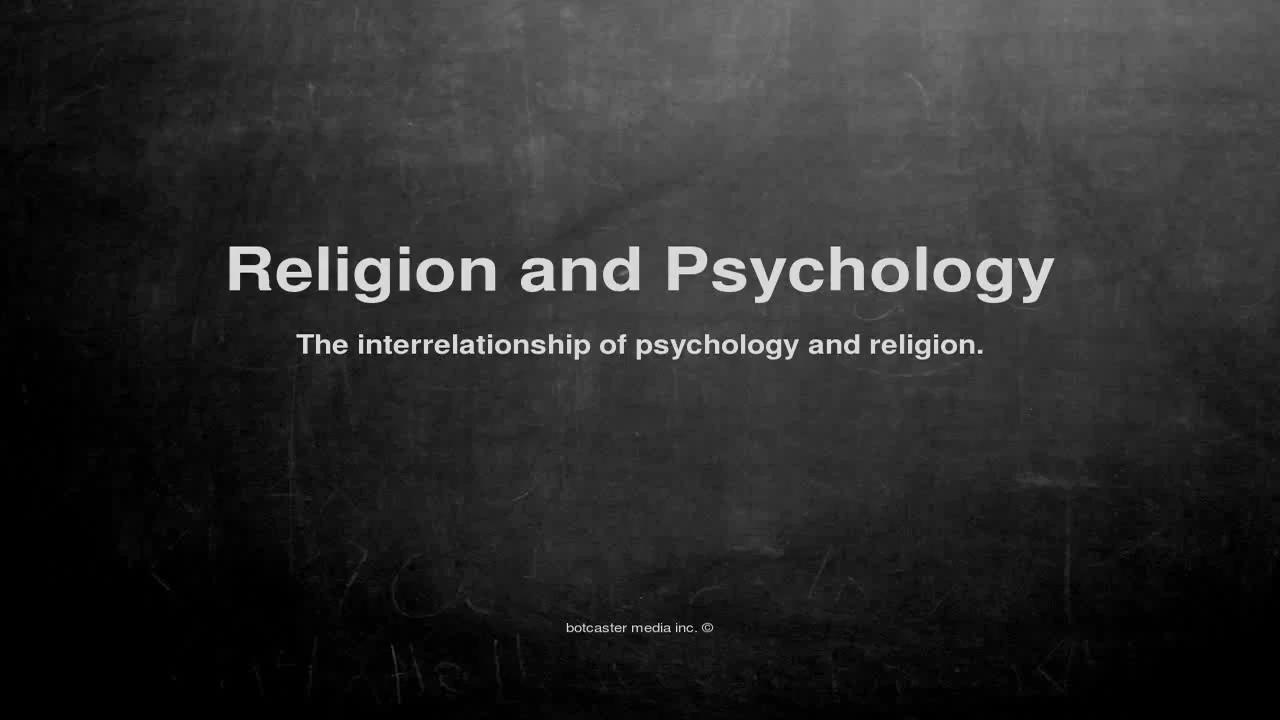 Religion and Psychology
The interrelationship of psychology and religion.
botcaster media inc. ©